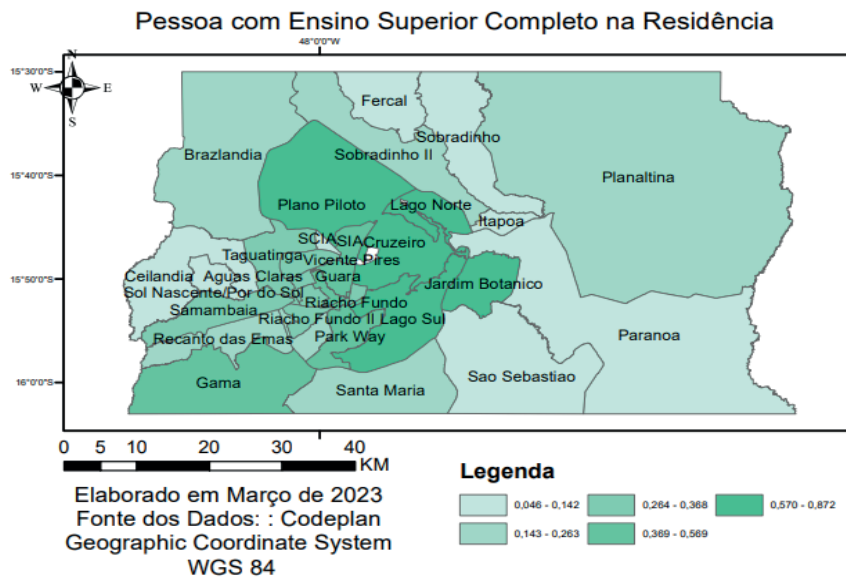 Pessoa com Ensino Superior Completo na Residência
48°0'0"W
N
W
E
S
15°30'0"S
15°40'0"S
15°50'0"S
16°0'0"S
Fercal
Sobradinho
Brazlandia
Sobradinho II
Planaltina
Plano Piloto
Lago Norte
Itapoa
SCIA
SIA
Cruzeiro
Taguatinga
Vicente Pires
Ceilandia
Aguas Claras
Guara
Jardim Botanico
Sol Nascente/Por do Sol
Samambaia
Riacho Fundo
Riacho Fundo II
Lago Sul
Recanto das Emas
Park Way
Paranoa
Gama
Santa Maria
Sao Sebastiao
0 5 10 20 30 40
KM
Elaborado em Março de 2023
Fonte dos Dados: : Codeplan
Geographic Coordinate System
WGS 84
Legenda
0,046 - 0,142
0,264 - 0,368
0,570 - 0,872
0,143 - 0,263
0,369 - 0,569